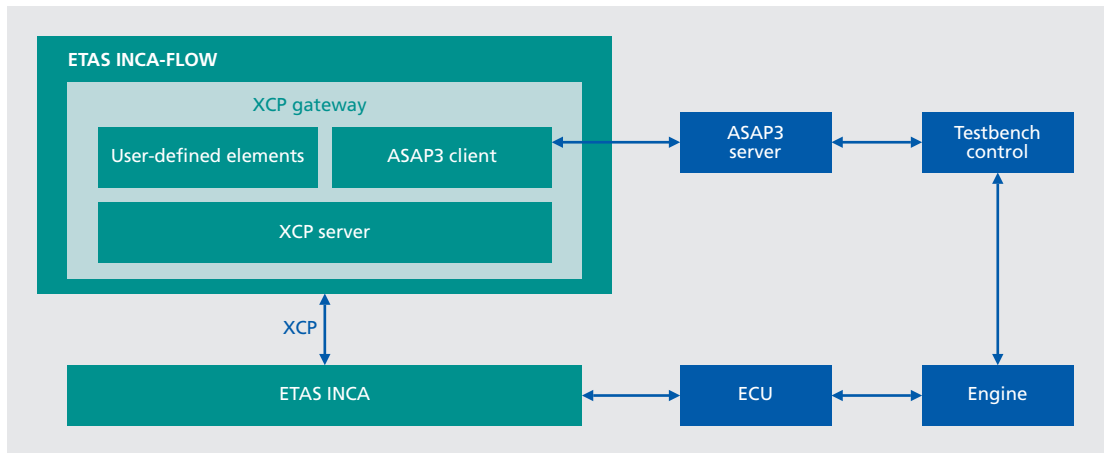 ETAS INCA-FLOW
XCP gateway
User-defined elements
ASAP3 client
ASAP3
server
Testbench
control
XCP server
XCP
ETAS INCA
ECU
Engine